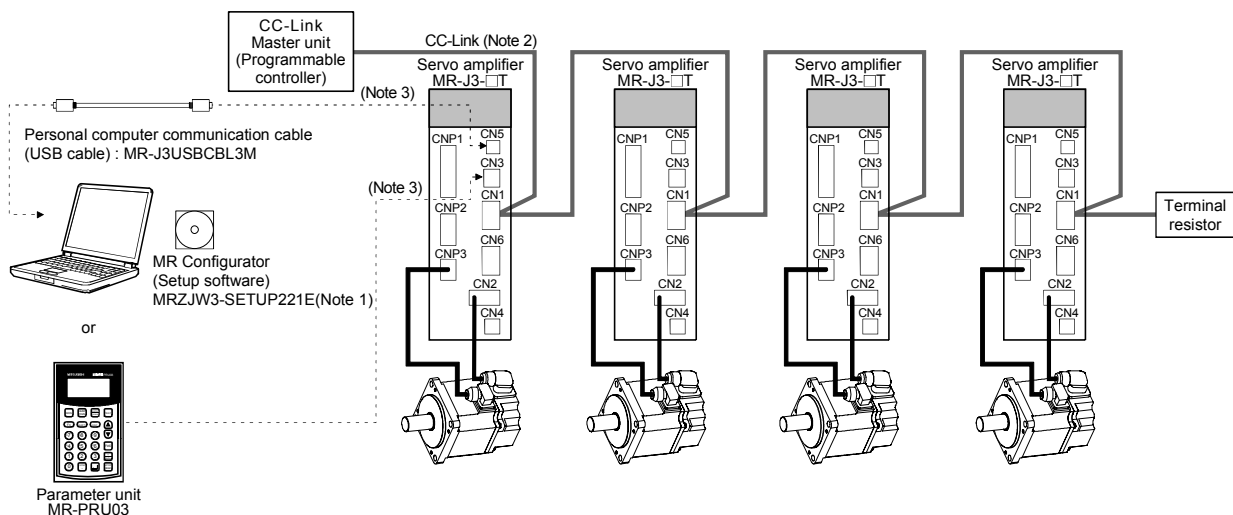 CC-Link
Master unit
(Programmable
controller)
CC-Link (Note 2)
Servo amplifier
MR-J3-□T
Servo amplifier
MR-J3-□T
Servo amplifier
MR-J3-□T
Servo amplifier
MR-J3-□T
(Note 3)
Personal computer communication cable
(USB cable) : MR-J3USBCBL3M
(Note 3)
MR Configurator
(Setup software)
MRZJW3-SETUP221E(Note 1)
or
Parameter unit
MR-PRU03
CNP1
CN5
CN3
CN1
CNP2
CN6
CNP3
CN2
CN4
CNP1
CN5
CN3
CN1
CNP2
CN6
CNP3
CN2
CN4
CNP1
CN5
CN3
CN1
CNP2
CN6
CNP3
CN2
CN4
CNP1
CN5
CN3
CN1
CNP2
CN6
CNP3
CN2
CN4
Terminal
resistor